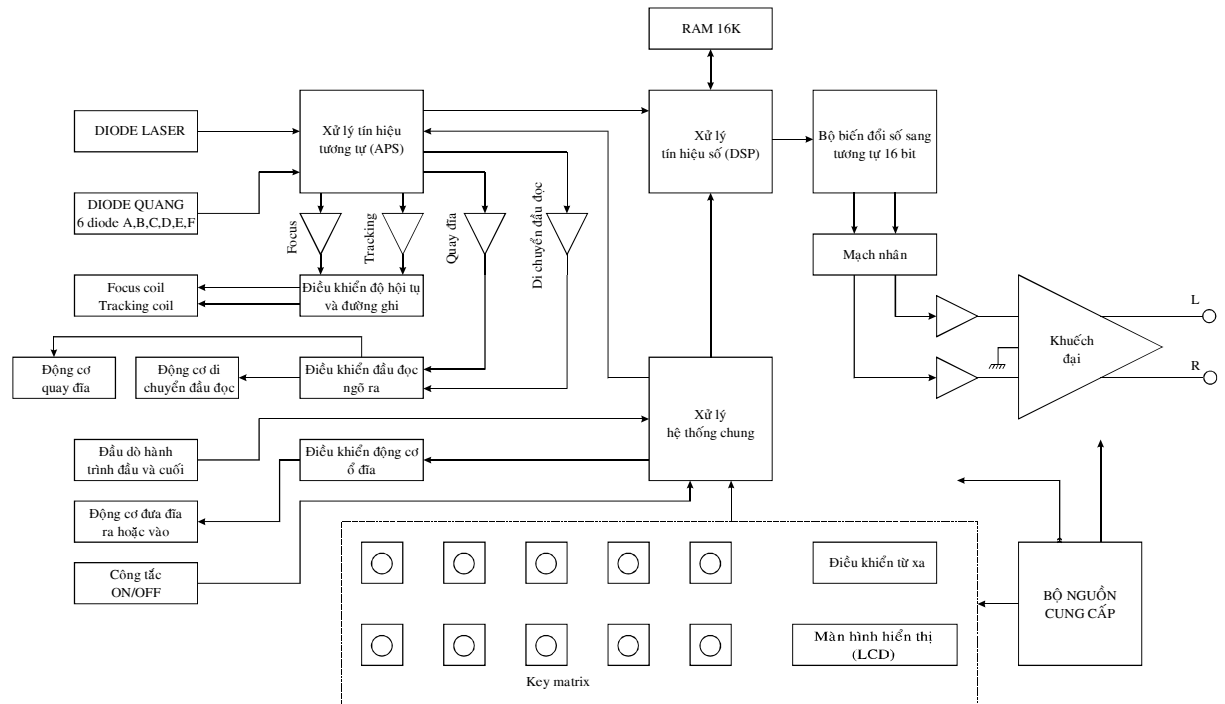 RAM 16K
DIODE LASER
Xử lý tín hiệu
tương tự (APS)
Xử lý
tín hiệu số (DSP)
Bộ biến đổi số sang
tương tự 16 bit
DIODE QUANG
6 diode A,B,C,D,E,F
Focus
Tracking
Quay đĩa
Di chuyển đầu đọc
Mạch nhân
Focus coil
Tracking coil
Điều khiển độ hội tụ
và đường ghi
L
Khuếch
đại
R
Động cơ
quay đĩa
Động cơ di
chuyển đầu đọc
Điều khiển đầu đọc
ngõ ra
Xử lý
hệ thống chung
Đầu dò hành
trình đầu và cuối
Điều khiển động cơ
ổ đĩa
Động cơ đưa đĩa
ra hoặc vào
Công tắc
ON/OFF
Điều khiển từ xa
BỘ NGUỒN
CUNG CẤP
Màn hình hiển thị
(LCD)
Key matrix